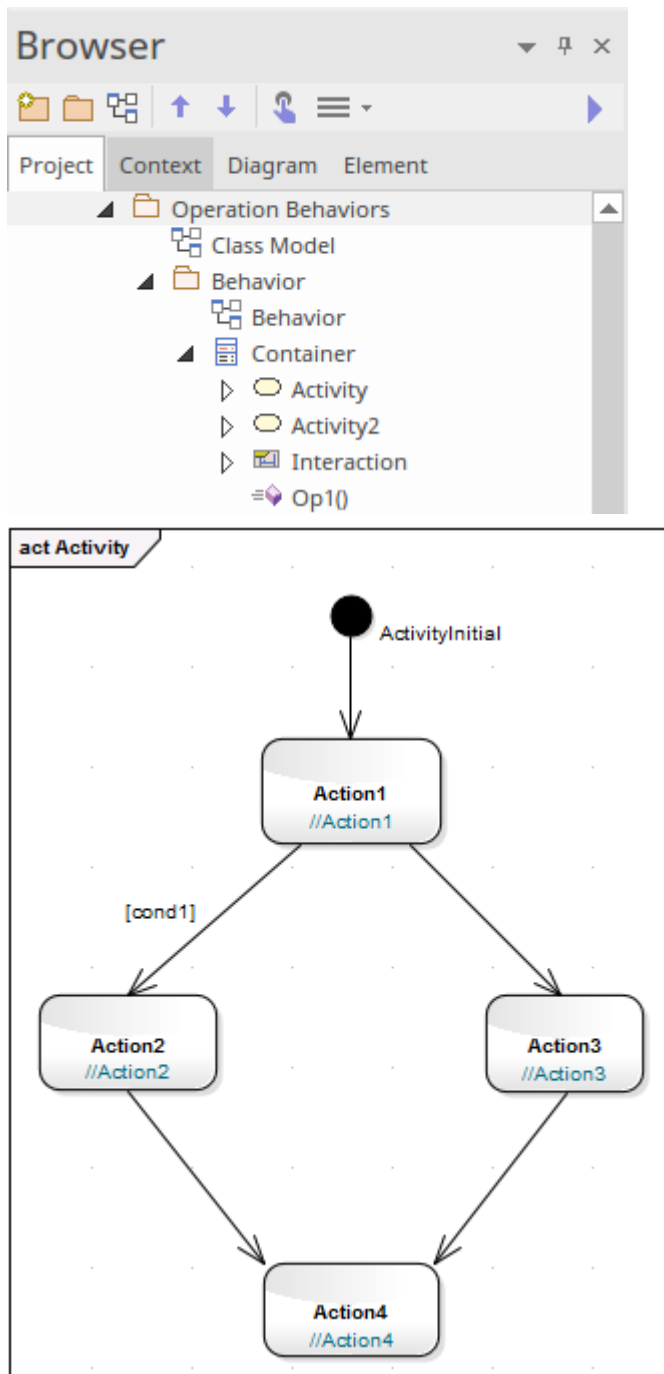 Browser
Project Context Diagram Element
Operation Behaviors
Class Model
Behavior
Behavior
Container
Activity
Activity2
Interaction
Op1()
act Activity
ActivityInitial
Action1
//Action1
[cond1]
Action2
//Action2
Action3
//Action3
Action4
//Action4